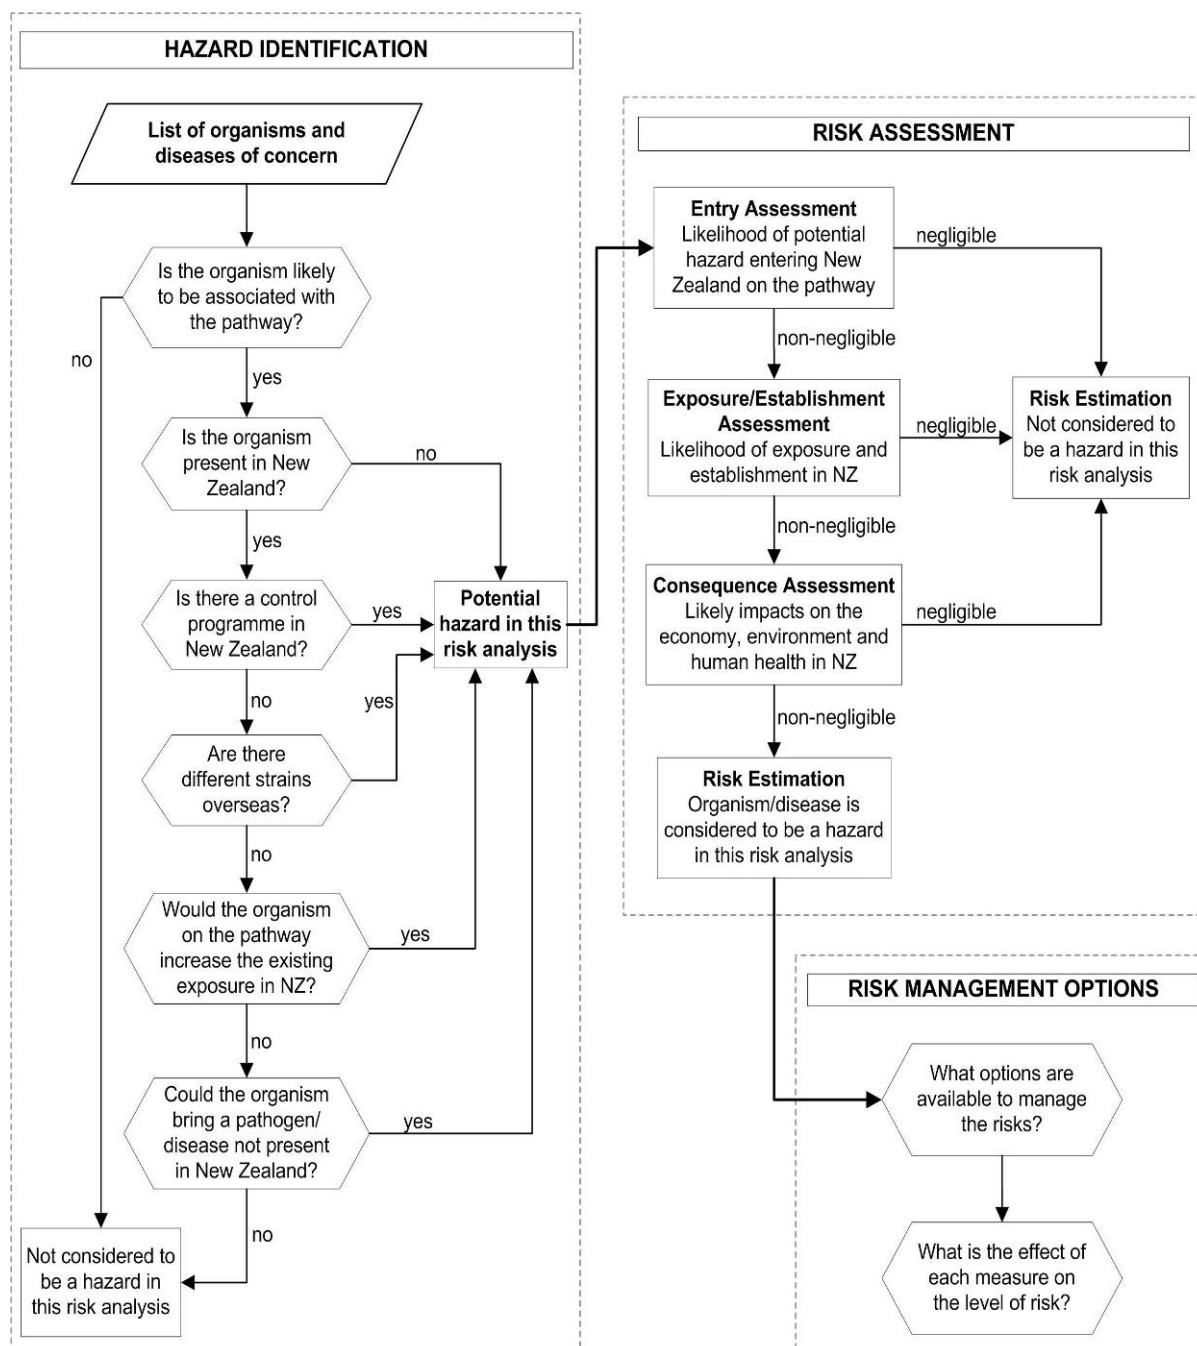 HAZARD IDENTIFICATION
List of organisms and
diseases of concern
Is the organism likely
to be associated with
the pathway?
no
yes
Is the organism
present in New
Zealand?
no
yes
Is there a control
programme in
New Zealand?
yes
no
Potential
hazard in this
risk analysis
Are there
different strains
overseas?
yes
no
Would the organism
on the pathway
increase the existing
exposure in NZ?
yes
no
Could the organism
bring a pathogen/
disease not present
in New Zealand?
yes
no
Not considered to
be a hazard in
this risk analysis
RISK ASSESSMENT
Entry Assessment
Likelihood of potential
hazard entering New
Zealand on the pathway
negligible
non-negligible
Exposure/Establishment
Assessment
Likelihood of exposure and
establishment in NZ
negligible
non-negligible
Risk Estimation
Not considered to
be a hazard in this
risk analysis
Consequence Assessment
Likely impacts on the
economy, environment and
human health in NZ
negligible
non-negligible
Risk Estimation
Organism/disease is
considered to be a hazard
in this risk analysis
RISK MANAGEMENT OPTIONS
What options are
available to manage
the risks?
What is the effect of
each measure on
the level of risk?